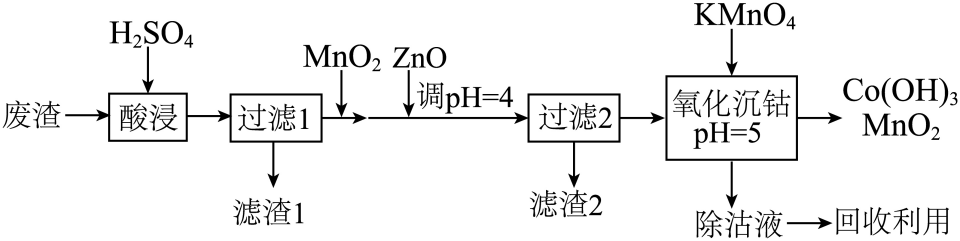 H₂SO₄
KMnO₄
MnO₂ ZnO
调pH=4
废渣
酸浸
过滤1
过滤2
氧化沉钴
pH=5
Co(OH)₃
MnO₂
滤渣1
滤渣2
除沽液
回收利用